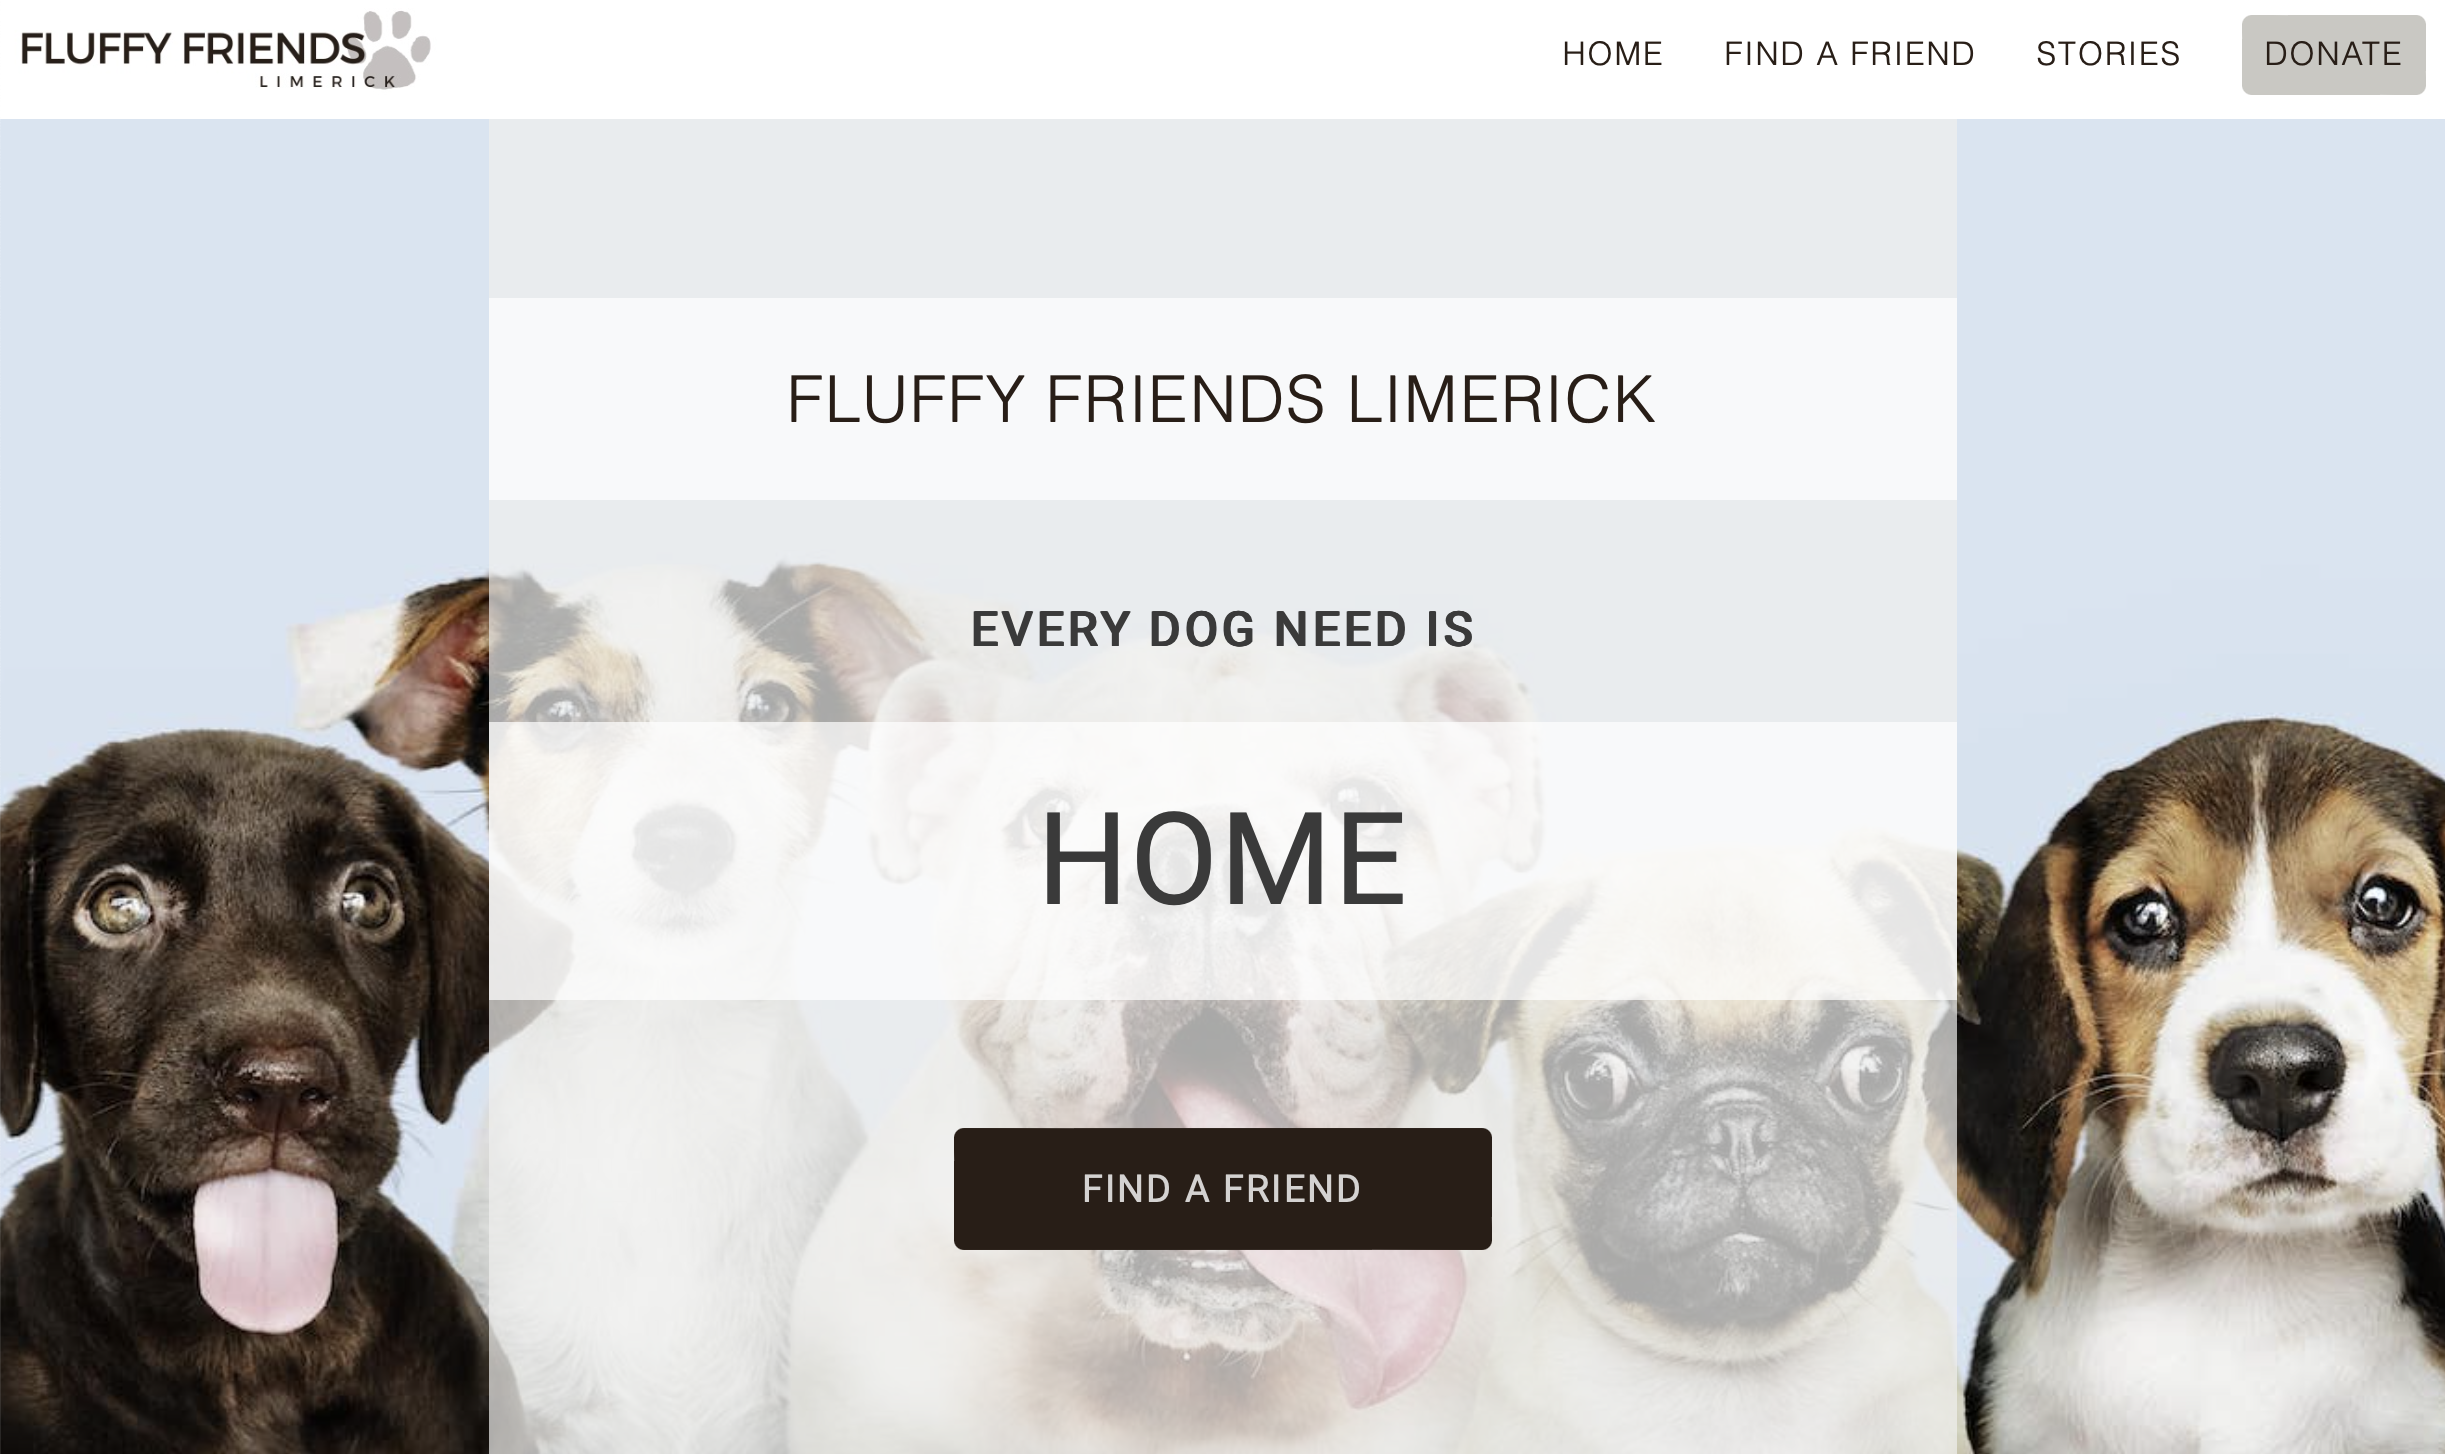 FLUFFY FRIENDS
LIMERICK
HOME FIND A FRIEND STORIES DONATE
FLUFFY FRIENDS LIMERICK
EVERY DOG NEED IS
HOME
FIND A FRIEND